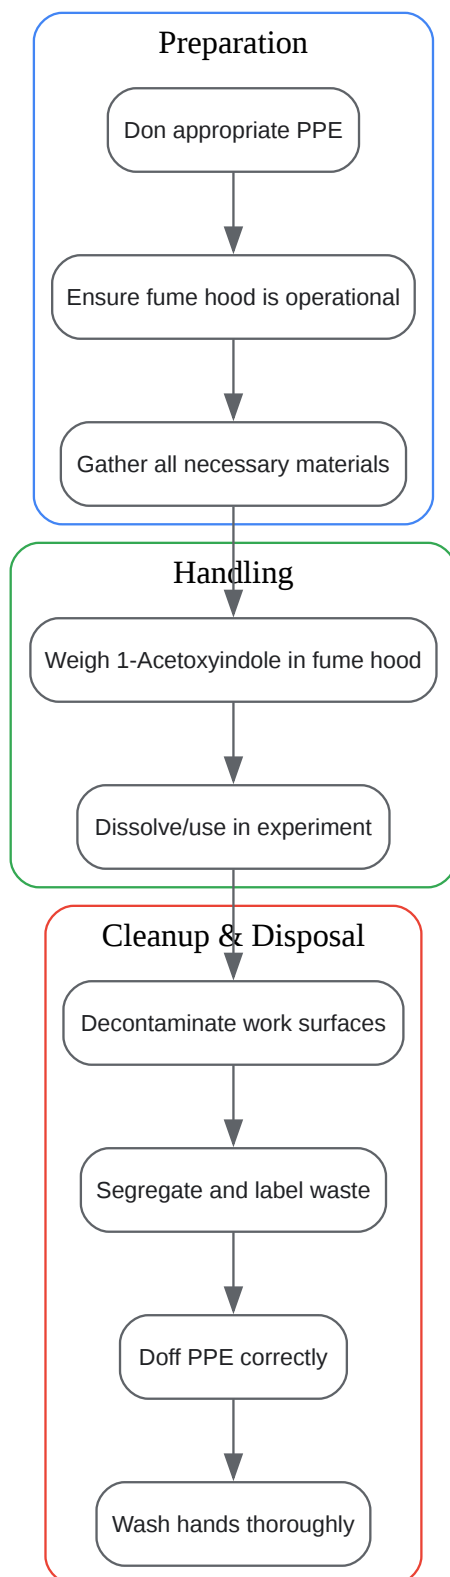 Preparation
Don appropriate PPE
Ensure fume hood is operational
Gather all necessary materials
Handling
Weigh 1-Acetoxyindole in fume hood
Dissolve/use in experiment
Cleanup & Disposal
Decontaminate work surfaces
Segregate and label waste
Doff PPE correctly
Wash hands thoroughly